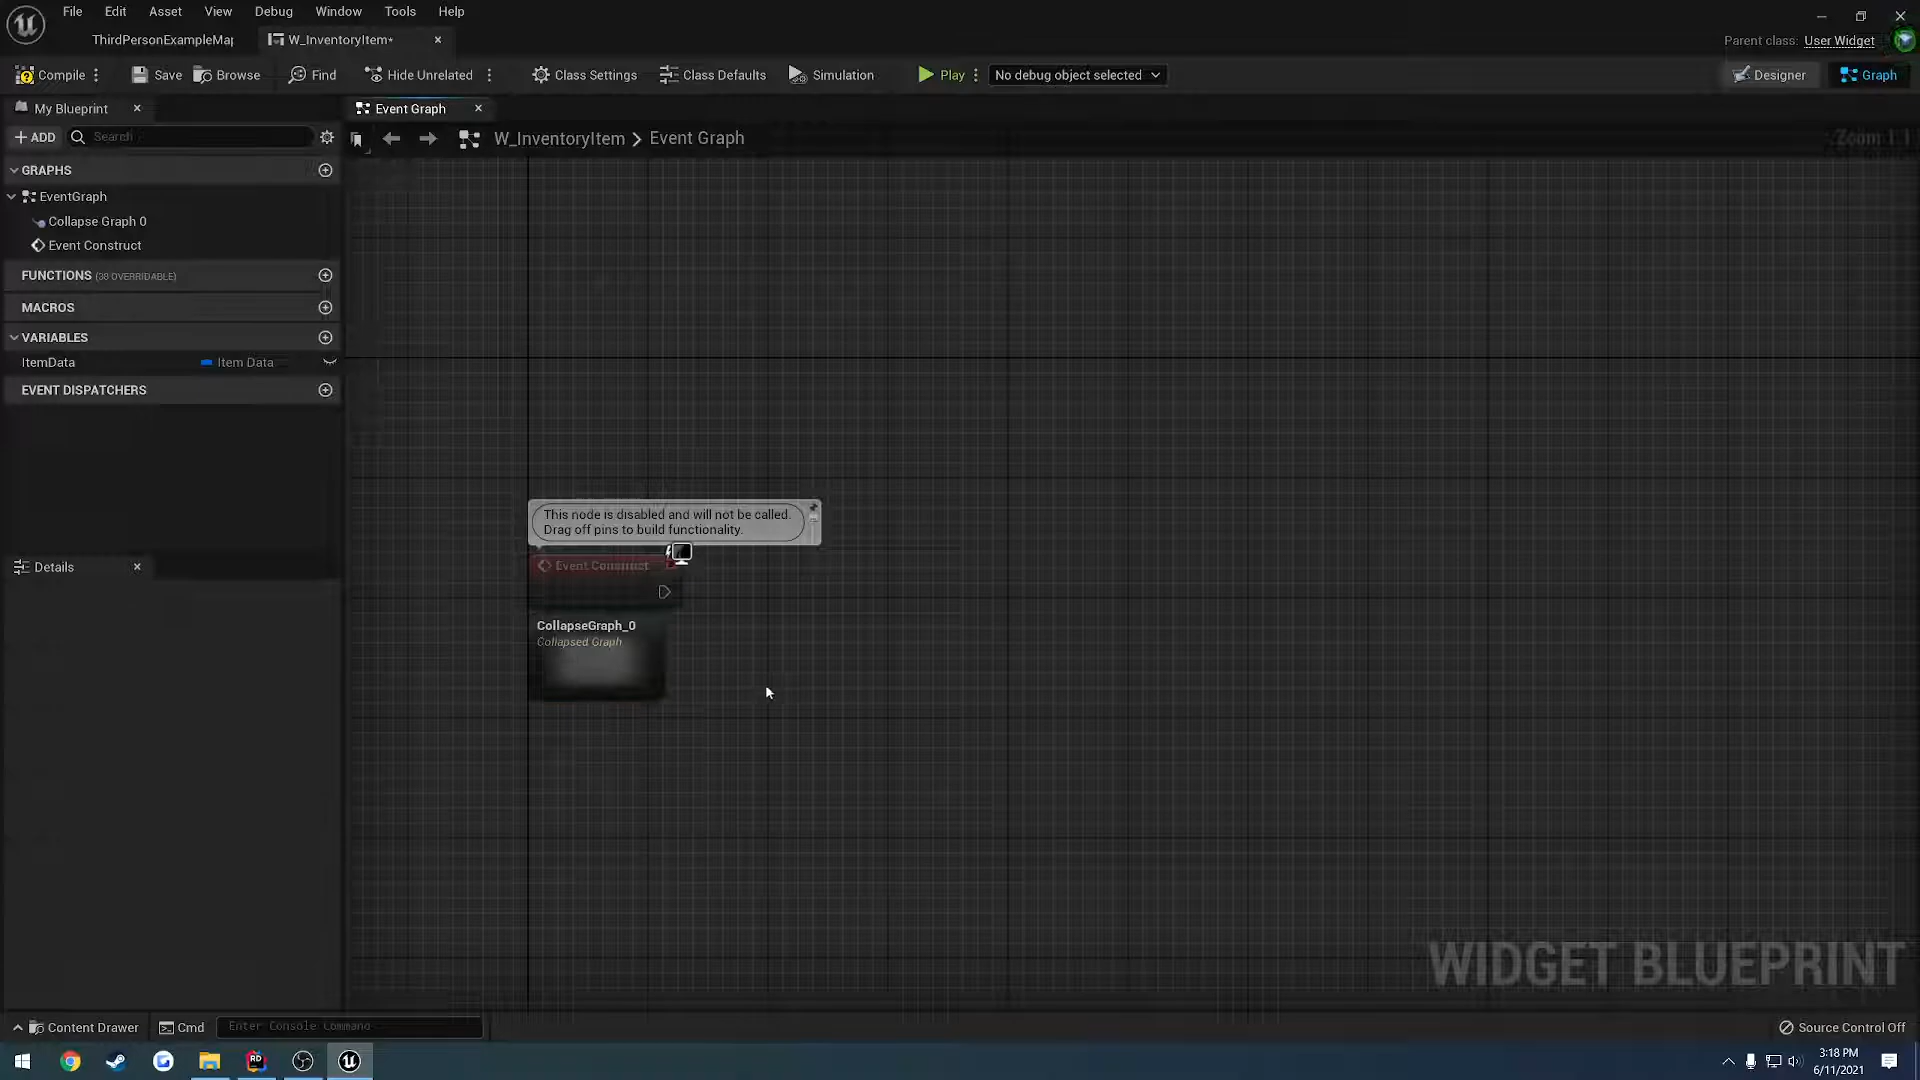 File Edit Asset View Debug Window Tools Help
ThirdPersonExampleMap W_InventoryItem*
Parent class: User Widget
Compile Save Browse Find Hide Unrelated Class Settings Class Defaults Simulation Play No debug object selected Designer Graph
My Blueprint Event Graph
ADD Search W_InventoryItem > Event Graph Zoom 1:1
GRAPHS
EventGraph
Collapse Graph 0
Event Construct
FUNCTIONS (38 OVERRIDABLE)
MACROS
VARIABLES
ItemData Item Data
EVENT DISPATCHERS
This node is disabled and will not be called.
Drag off pins to build functionality.
Event Construct
CollapseGraph_0
Collapsed Graph
Details
WIDGET BLUEPRINT
Content Drawer Cmd Enter Console Command Source Control Off
RD
3:18 PM
6/11/2021